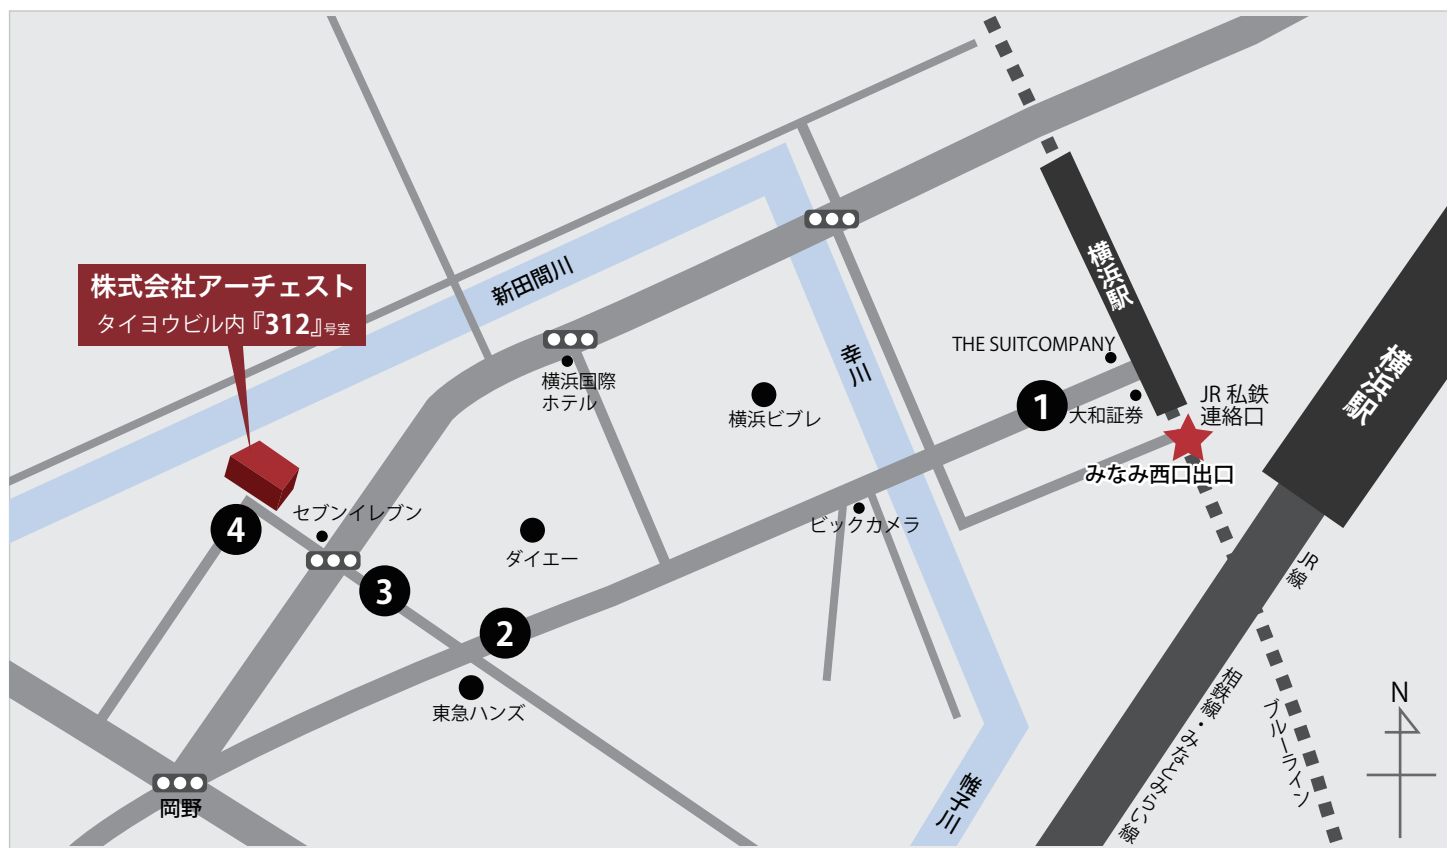 株式会社アーチェスト
タイヨウビル内『312』号室
新田間川
横浜駅
横浜駅
THE SUITCOMPANY
幸川
横浜国際
ホテル
横浜ビブレ
1
大和証券
JR 私鉄
連絡口
みなみ西口出口
セブンイレブン
4
ダイエー
ビックカメラ
3
2
JR線
東急ハンズ
相鉄線・みなとみらい線
ブルーライン
N
帷子川
岡野